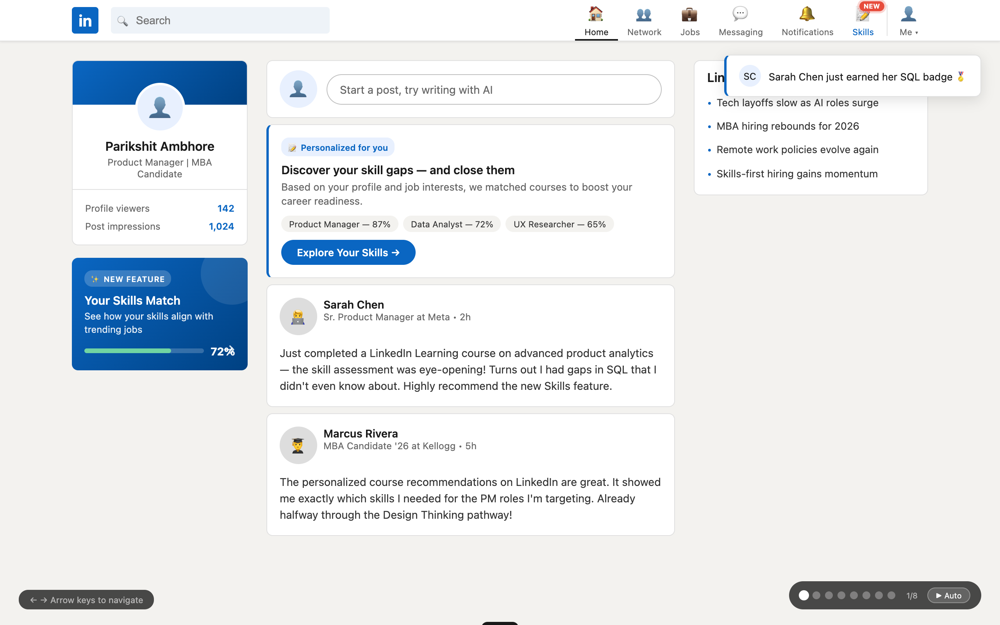 in
Search
Home
Network
Jobs
Messaging
Notifications
NEW
Skills
Me
Parikshit Ambhore
Product Manager | MBA
Candidate
Profile viewers 142
Post impressions 1,024
NEW FEATURE
Your Skills Match
See how your skills align with
trending jobs
72%
Start a post, try writing with AI
Personalized for you
Discover your skill gaps — and close them
Based on your profile and job interests, we matched courses to boost your
career readiness.
Product Manager — 87% Data Analyst — 72% UX Researcher — 65%
Explore Your Skills →
Sarah Chen
Sr. Product Manager at Meta • 2h
Just completed a LinkedIn Learning course on advanced product analytics
— the skill assessment was eye-opening! Turns out I had gaps in SQL that I
didn't even know about. Highly recommend the new Skills feature.
Marcus Rivera
MBA Candidate '26 at Kellogg • 5h
The personalized course recommendations on LinkedIn are great. It showed
me exactly which skills I needed for the PM roles I'm targeting. Already
halfway through the Design Thinking pathway!
SC Sarah Chen just earned her SQL badge
• Tech layoffs slow as AI roles surge
• MBA hiring rebounds for 2026
• Remote work policies evolve again
• Skills-first hiring gains momentum
← → Arrow keys to navigate
1/8 ▶ Auto